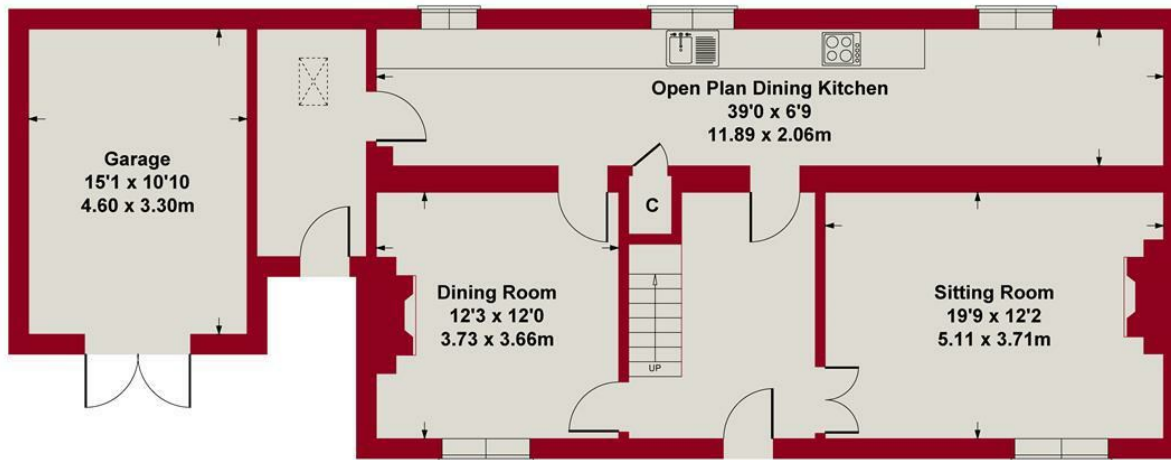 Open Plan Dining Kitchen
39'0 x 6'9
11.89 x 2.06m
Garage
15'1 x 10'10
4.60 x 3.30m
C
Dining Room
12'3 x 12'0
3.73 x 3.66m
UP
Sitting Room
19'9 x 12'2
5.11 x 3.71m